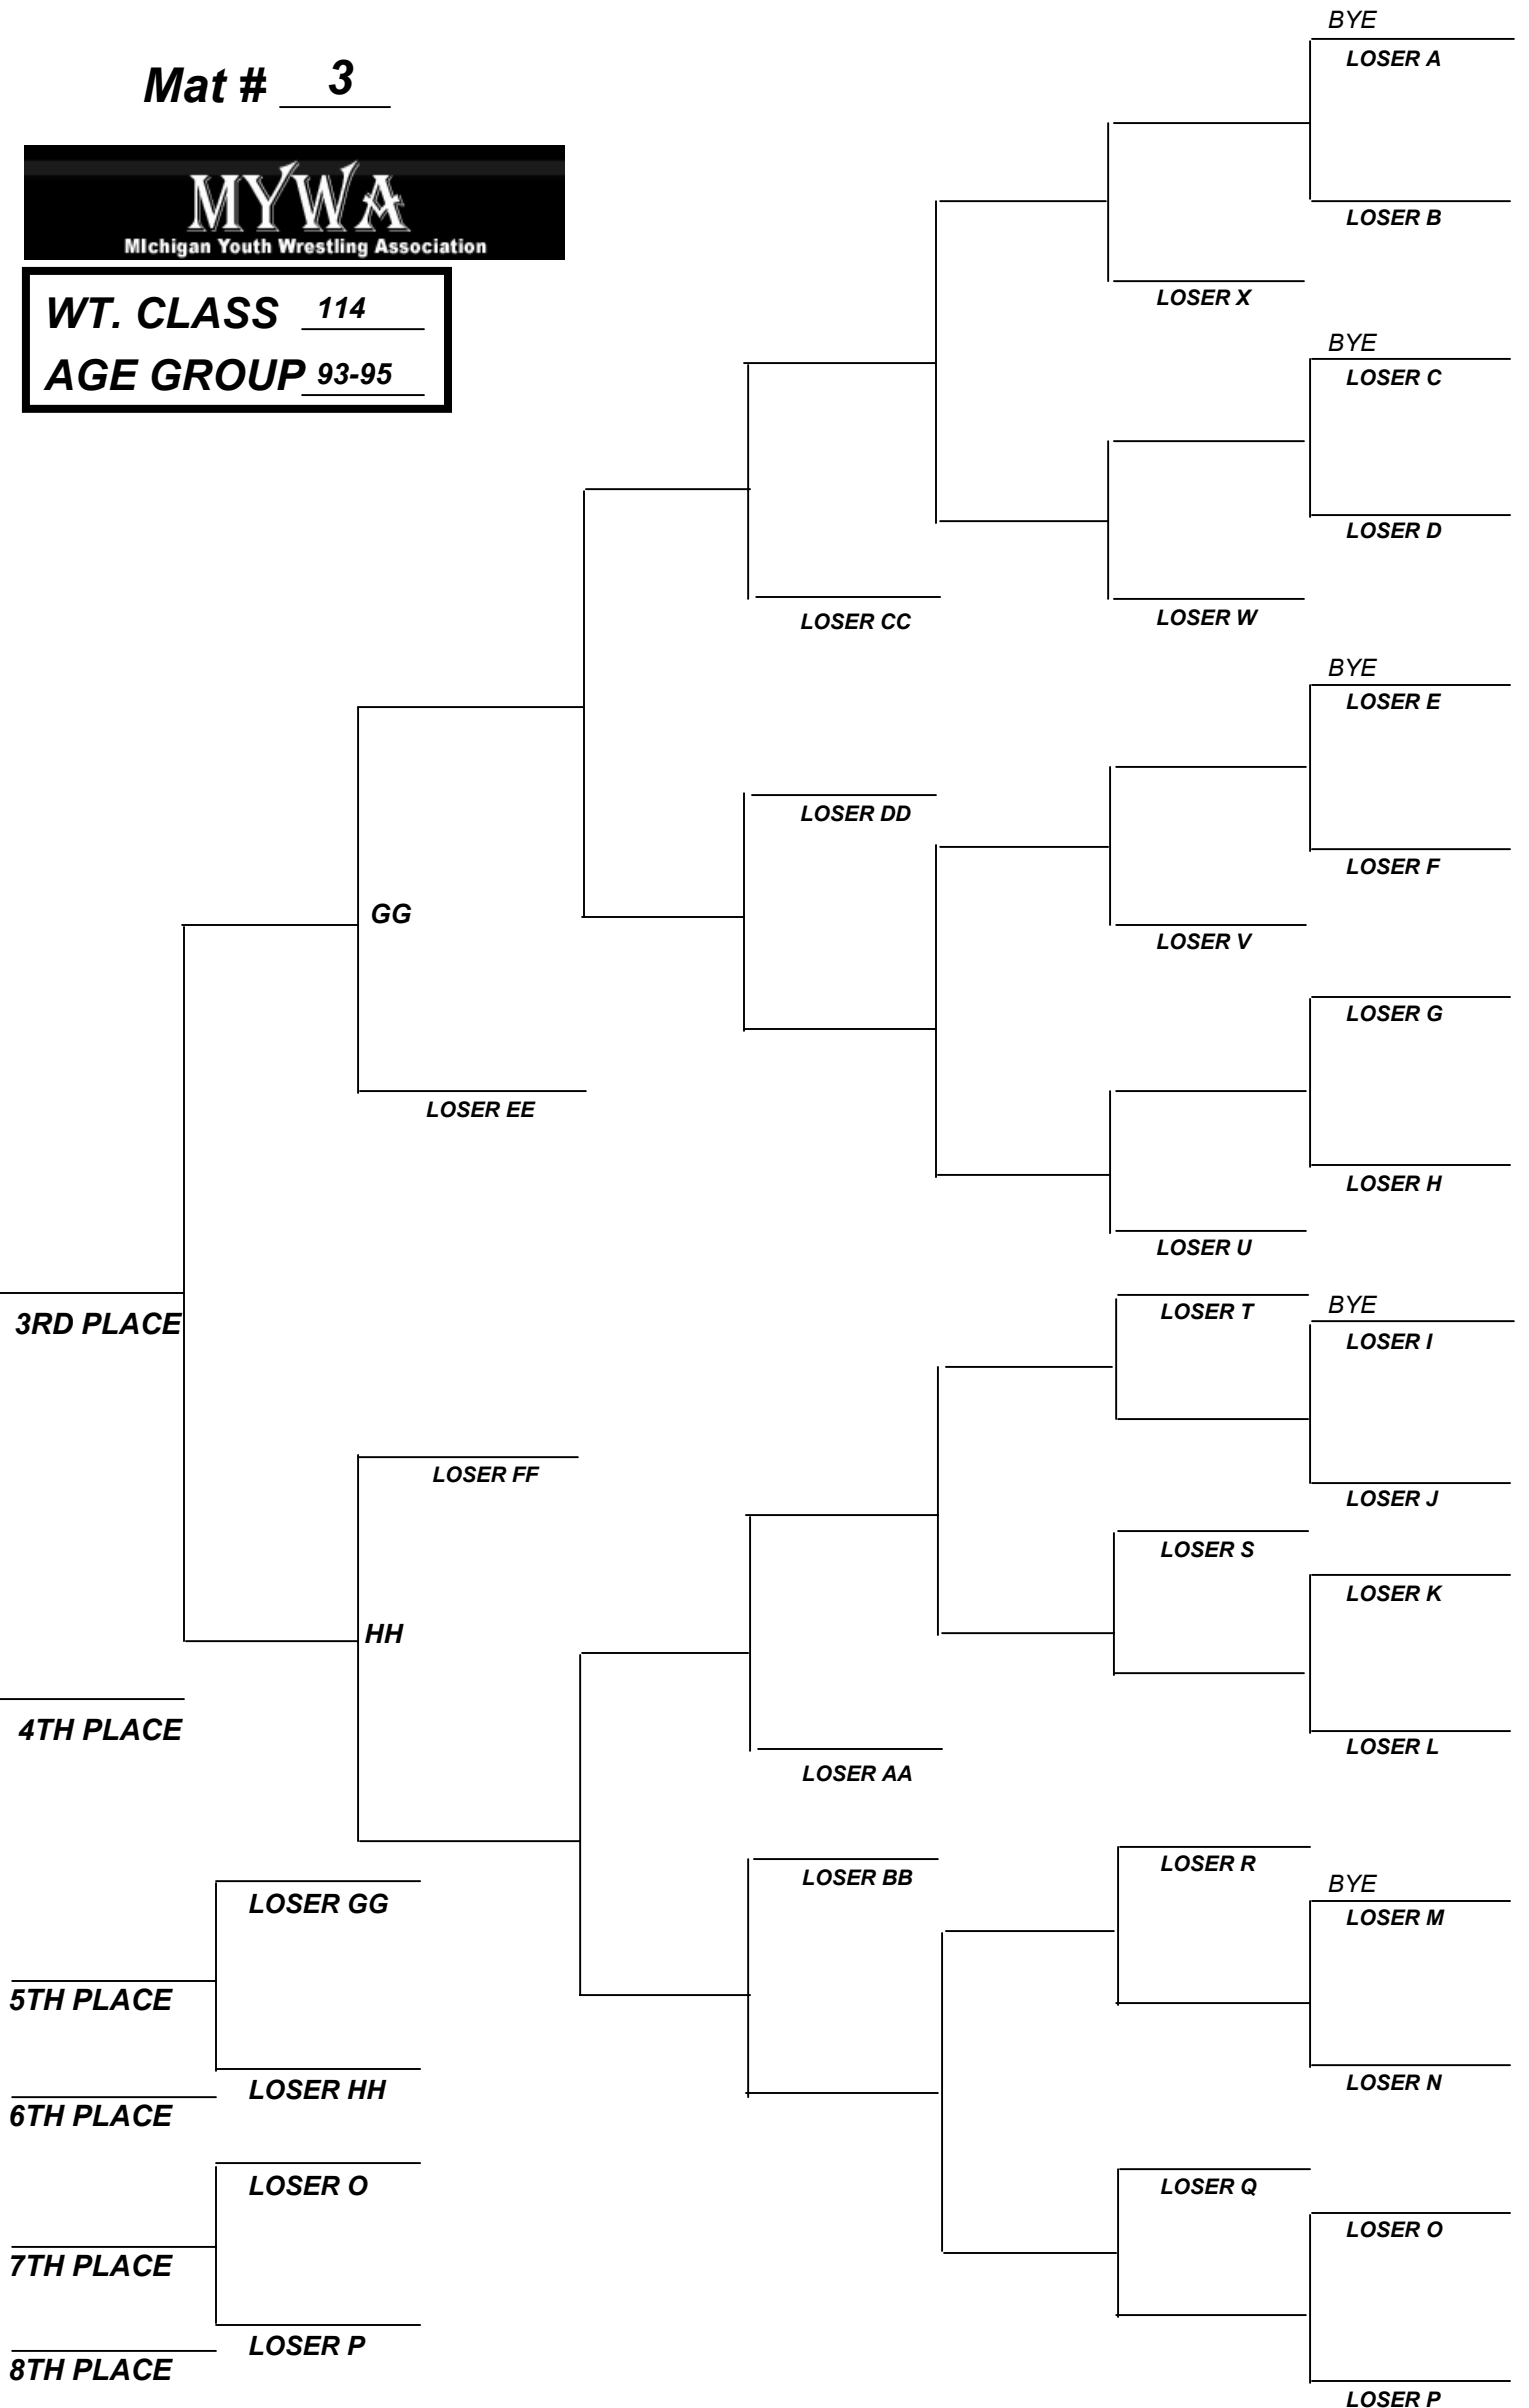 Mat # 3
MYWA
MIchigan Youth Wrestling Association
WT. CLASS 114
AGE GROUP 93-95
BYE
LOSER A
LOSER B
LOSER X
BYE
LOSER C
LOSER D
LOSER CC
LOSER W
BYE
LOSER E
LOSER DD
LOSER F
GG
LOSER V
LOSER G
LOSER EE
LOSER H
LOSER U
3RD PLACE
LOSER T
BYE
LOSER I
LOSER FF
LOSER J
LOSER S
LOSER K
HH
4TH PLACE
LOSER L
LOSER AA
LOSER R
LOSER BB
BYE
LOSER GG
LOSER M
5TH PLACE
LOSER HH
LOSER N
6TH PLACE
LOSER O
LOSER Q
LOSER O
7TH PLACE
LOSER P
8TH PLACE
LOSER P